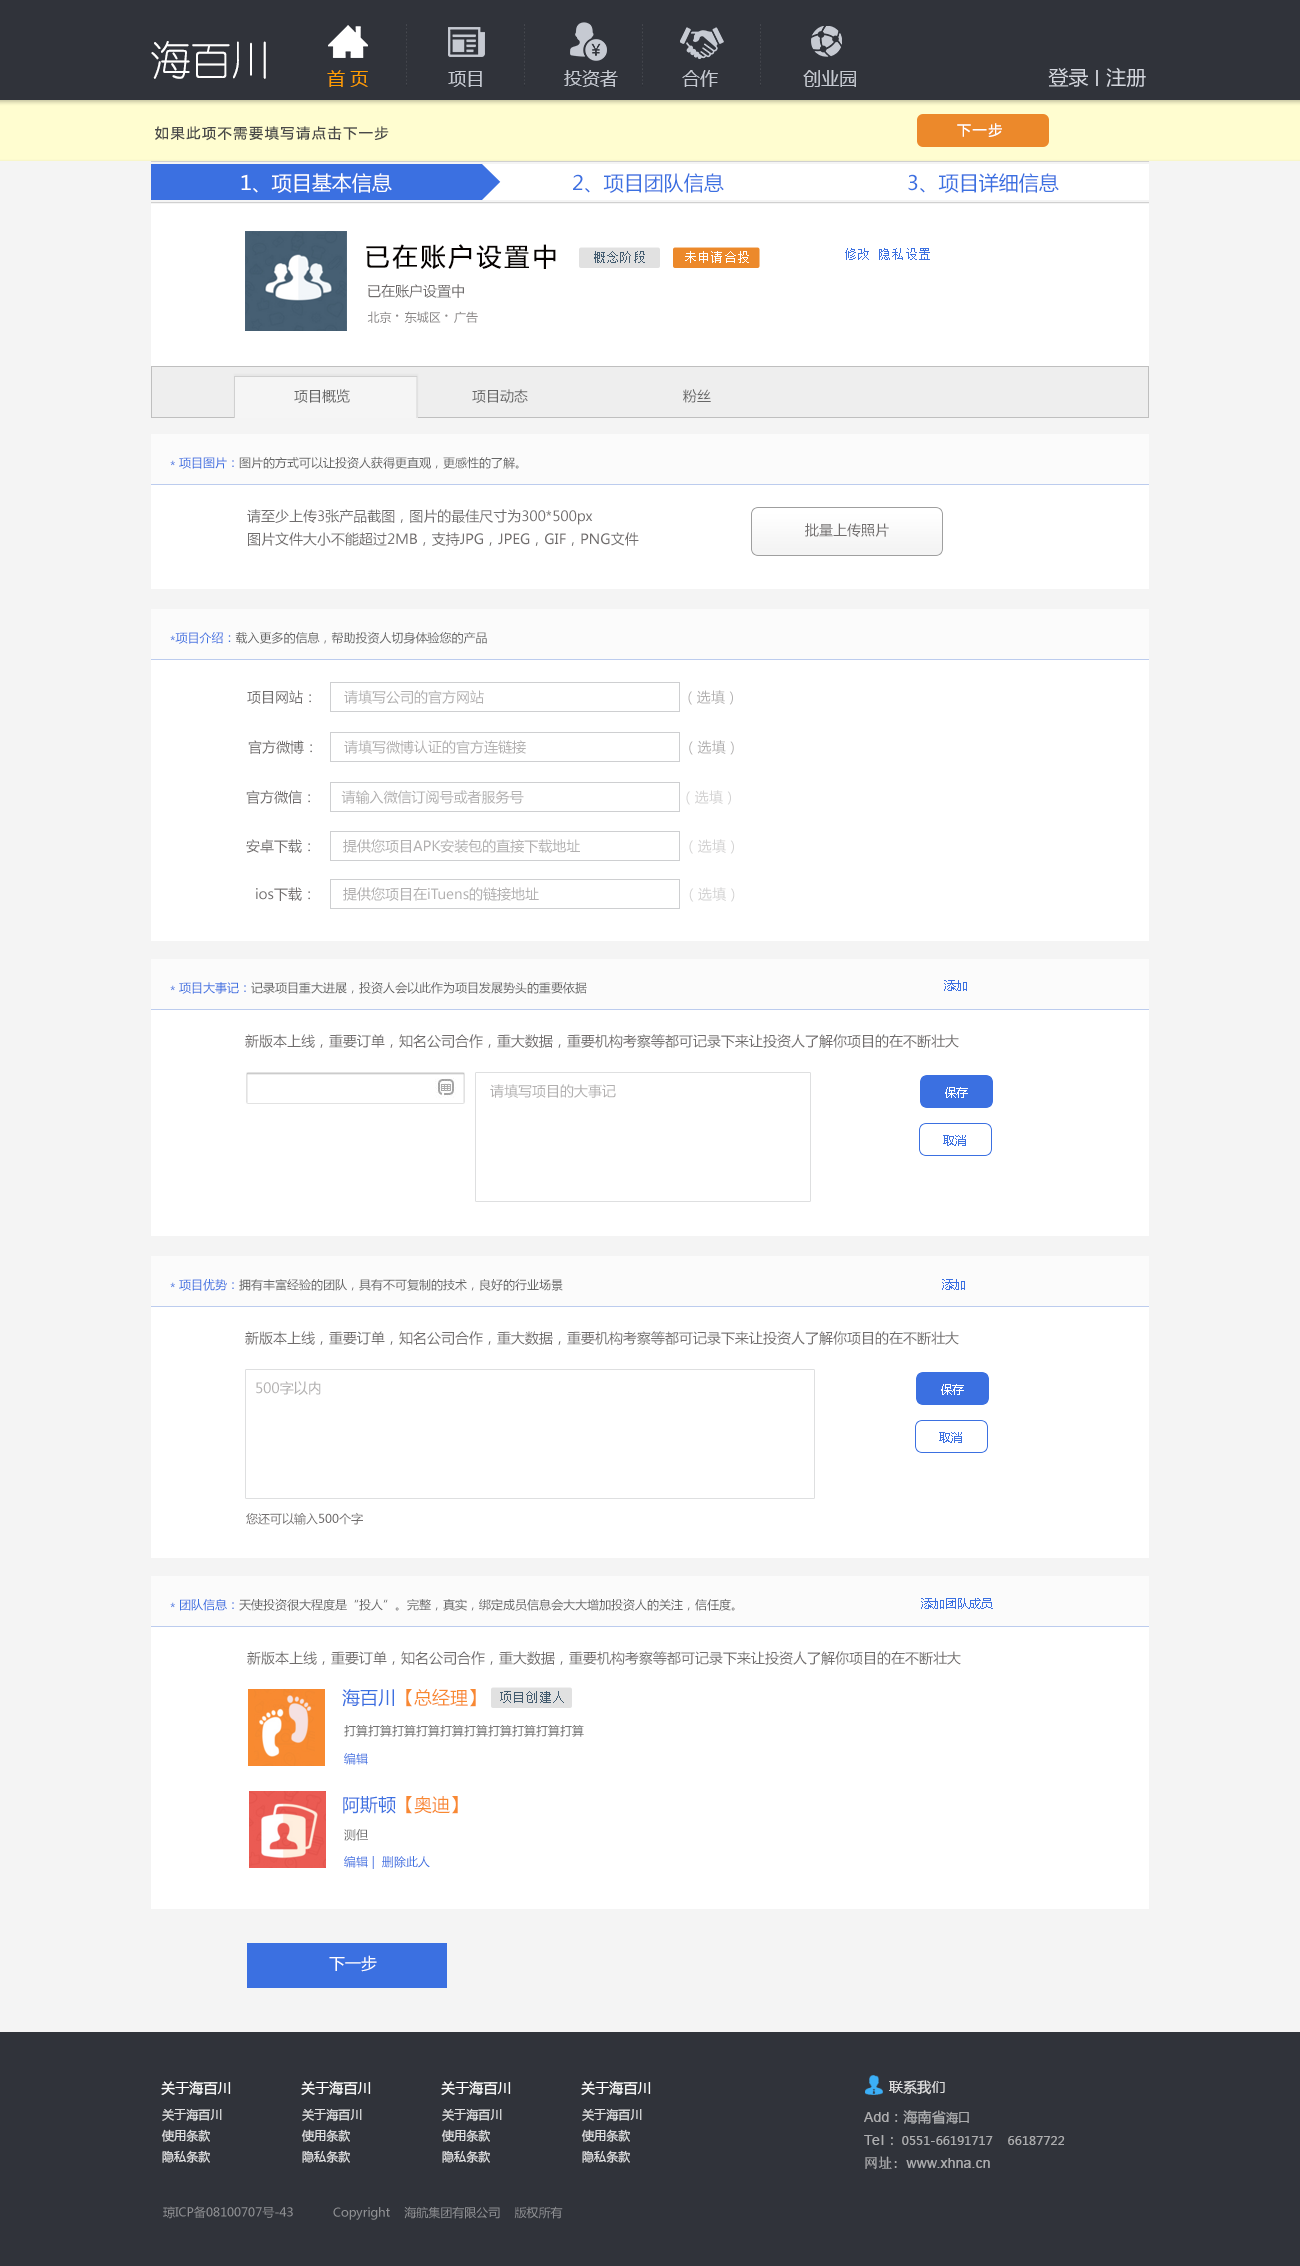 海百川
首 页
项目
投资者
合作
创业园
登录 | 注册
如果此项不需要填写请点击下一步
下一步
1、项目基本信息
2、项目团队信息
3、项目详细信息
已在账户设置中
概念阶段
未申请合投
修改 隐私设置
已在账户设置中
北京·东城区·广告
项目概览
项目动态
粉丝
* 项目图片：图片的方式可以让投资人获得更直观，更感性的了解。
请至少上传3张产品截图，图片的最佳尺寸为300*500px
图片文件大小不能超过2MB，支持JPG，JPEG，GIF，PNG文件
批量上传照片
*项目介绍：载入更多的信息，帮助投资人切身体验您的产品
项目网站： 请填写公司的官方网站 （选填）
官方微博： 请填写微博认证的官方连链接 （选填）
官方微信： 请输入微信订阅号或者服务号 （选填）
安卓下载： 提供您项目APK安装包的直接下载地址 （选填）
ios下载： 提供您项目在iTuens的链接地址 （选填）
* 项目大事记：记录项目重大进展，投资人会以此作为项目发展势头的重要依据
添加
新版本上线，重要订单，知名公司合作，重大数据，重要机构考察等都可记录下来让投资人了解你项目的在不断壮大
请填写项目的大事记
保存
取消
* 项目优势：拥有丰富经验的团队，具有不可复制的技术，良好的行业场景
添加
新版本上线，重要订单，知名公司合作，重大数据，重要机构考察等都可记录下来让投资人了解你项目的在不断壮大
500字以内
保存
取消
您还可以输入500个字
* 团队信息：天使投资很大程度是“投人”。完整，真实，绑定成员信息会大大增加投资人的关注，信任度。
添加团队成员
新版本上线，重要订单，知名公司合作，重大数据，重要机构考察等都可记录下来让投资人了解你项目的在不断壮大
海百川【总经理】 项目创建人
打算打算打算打算打算打算打算打算打算打算
编辑
阿斯顿【奥迪】
测但
编辑 | 删除此人
下一步
关于海百川
关于海百川
使用条款
隐私条款
关于海百川
关于海百川
使用条款
隐私条款
关于海百川
关于海百川
使用条款
隐私条款
关于海百川
关于海百川
使用条款
隐私条款
联系我们
Add：海南省海口
Tel： 0551-66191717 66187722
网址：www.xhna.cn
琼ICP备08100707号-43 Copyright 海航集团有限公司 版权所有